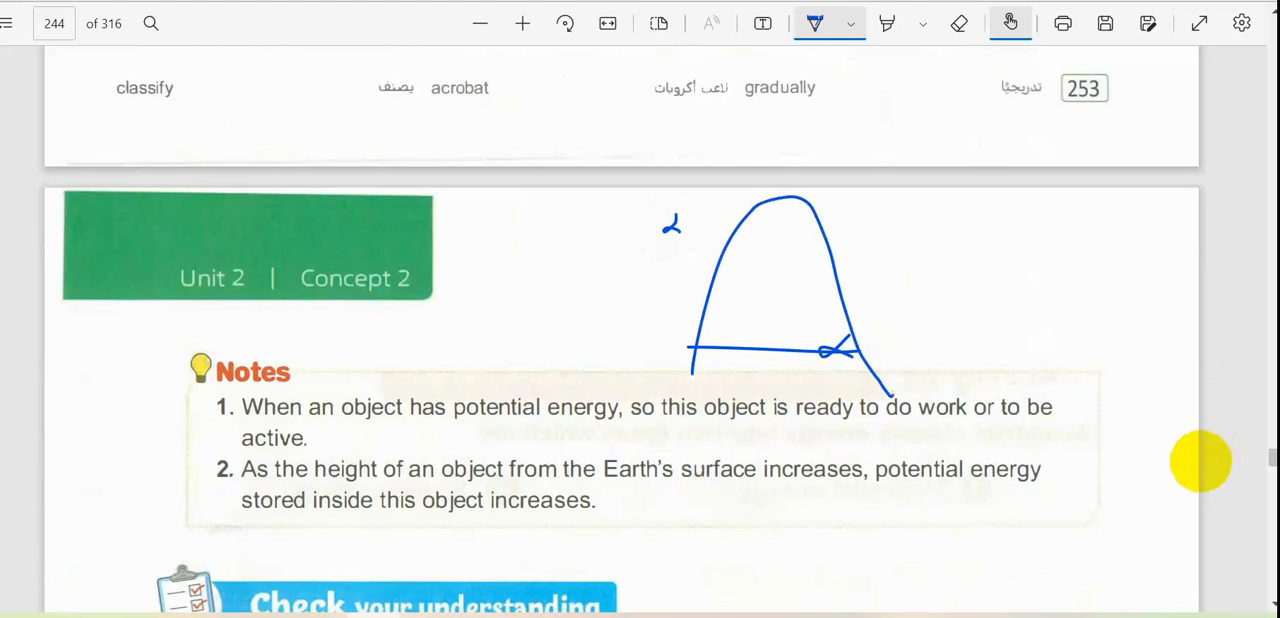 244 of 316
classify يصنف acrobat لاعب أكروبات gradually تدريجيًا 253
Unit 2 | Concept 2
Notes
1. When an object has potential energy, so this object is ready to do work or to be
active.
2. As the height of an object from the Earth's surface increases, potential energy
stored inside this object increases.
Check your understanding